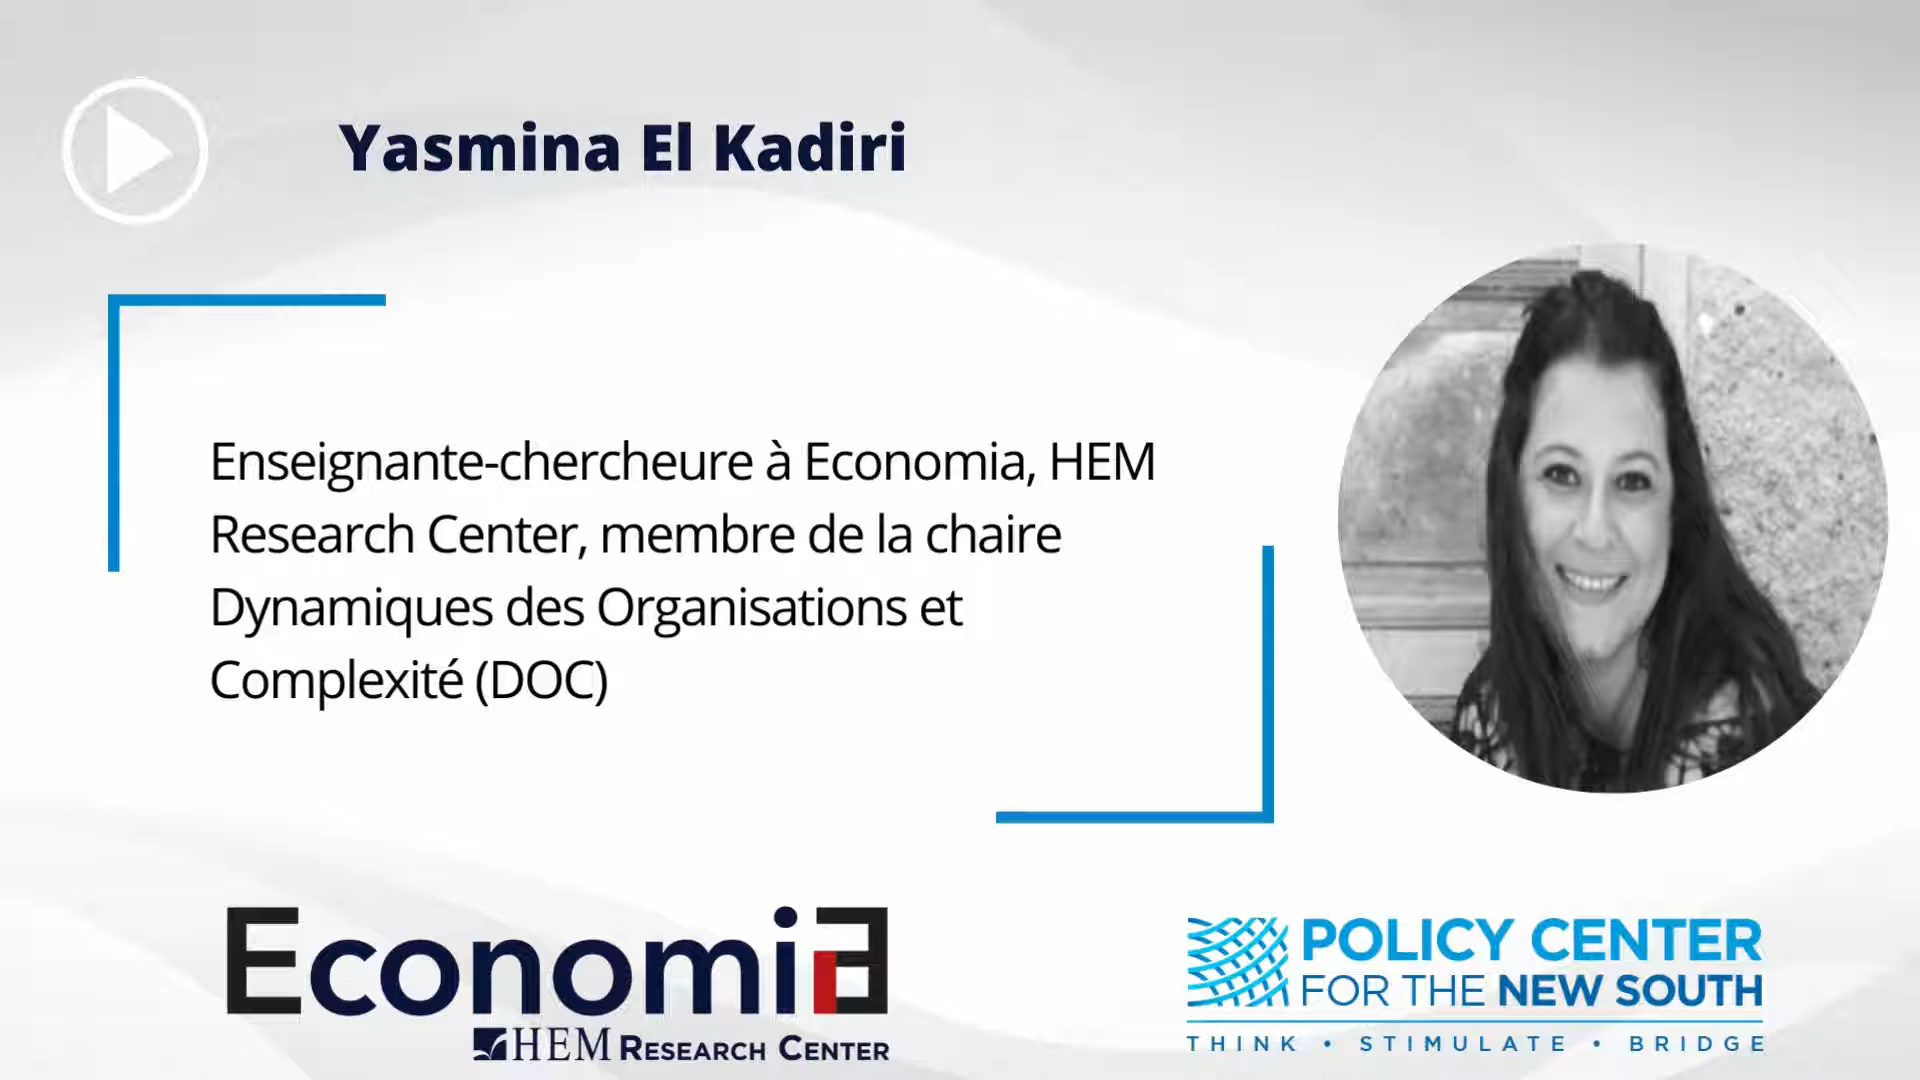 Yasmina El Kadiri
Enseignante-chercheure à Economia, HEM
Research Center, membre de la chaire
Dynamiques des Organisations et
Complexité (DOC)
Economia
HEM RESEARCH CENTER
POLICY CENTER
FOR THE NEW SOUTH
THINK • STIMULATE • BRIDGE